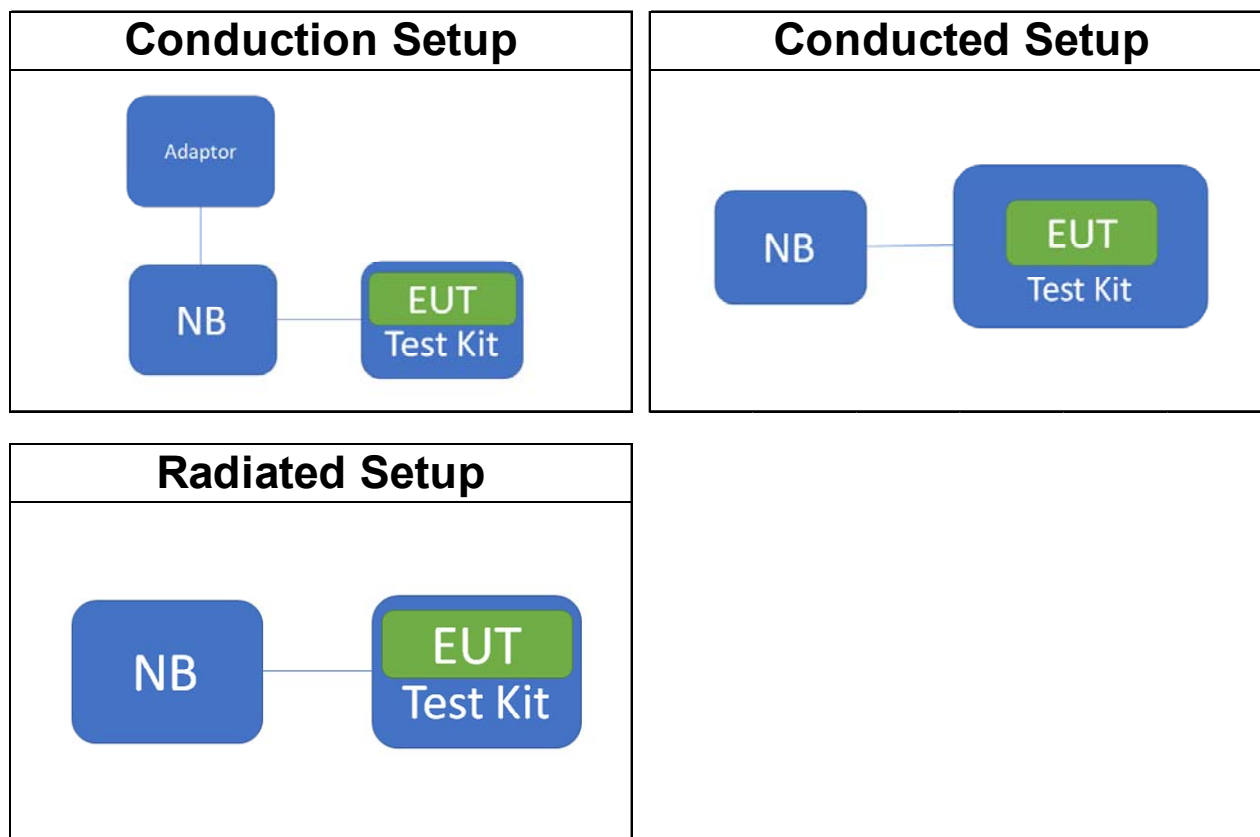 Conduction Setup
Adaptor
NB
EUT
Test Kit
Conducted Setup
NB
EUT
Test Kit
Radiated Setup
NB
EUT
Test Kit